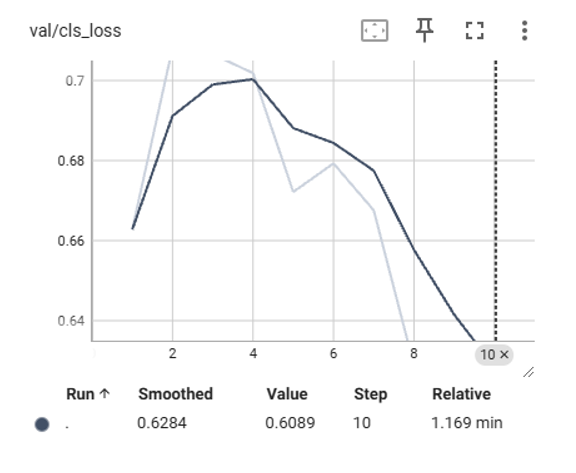 val/cls_loss
0.7
0.68
0.66
0.64
2 4 6 8 10 ×
Run ↑ Smoothed Value Step Relative
. 0.6284 0.6089 10 1.169 min